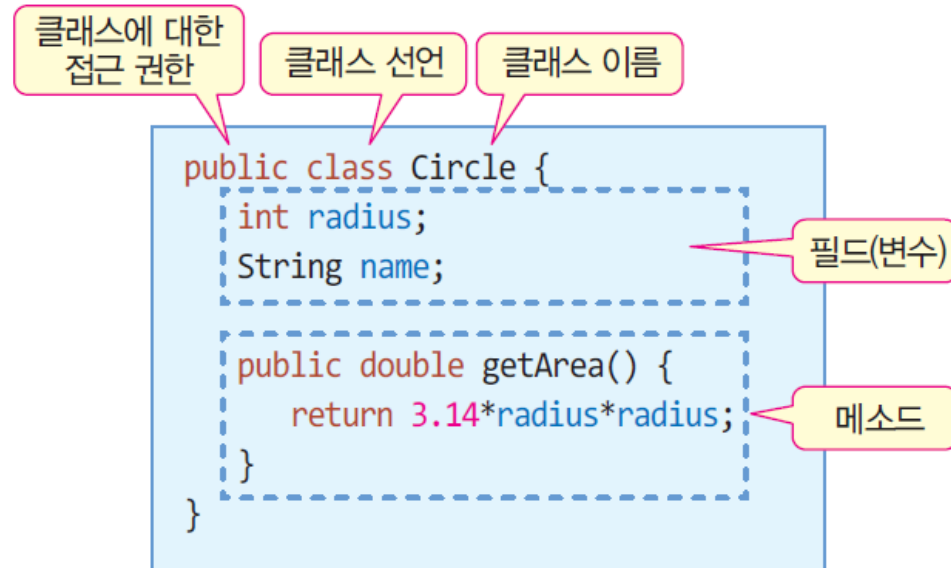 클래스에 대한
접근 권한
클래스 선언
클래스 이름
public class Circle {
int radius;
String name;
필드(변수)
public double getArea() {
return 3.14*radius*radius;
메소드
}
}